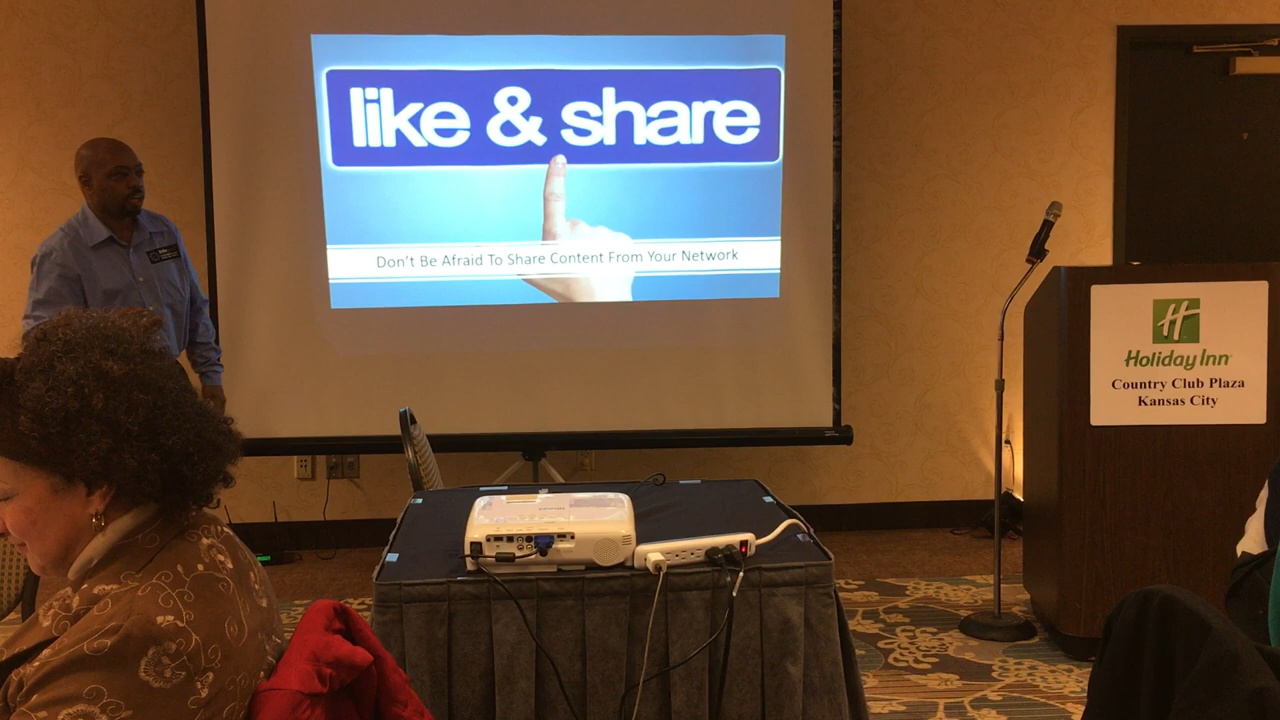 like & share
Don't Be Afraid To Share Content From Your Network
H
Holiday Inn
Country Club Plaza
Kansas City